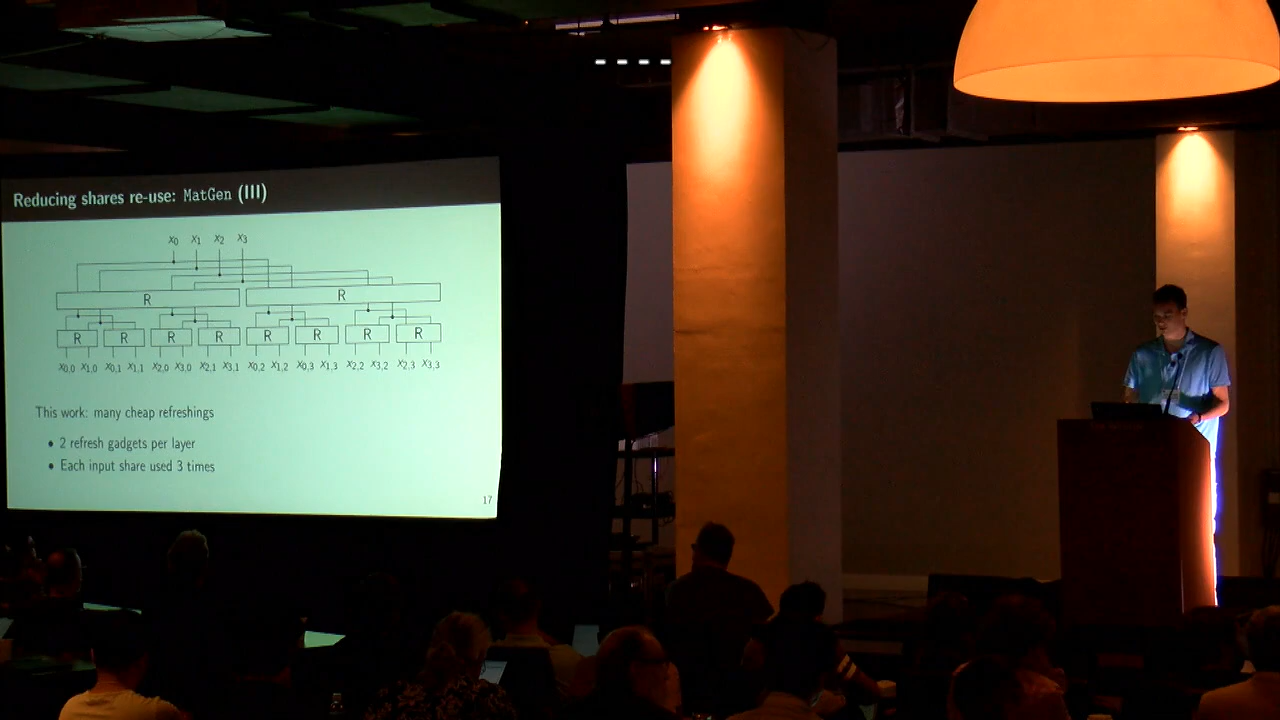 Reducing shares re-use: MatGen (III)
x0 x1 x2 x3
R R
R R R R R R R R
x0,0 x1,0 x0,1 x1,1 x2,0 x3,0 x2,1 x3,1 x0,2 x1,2 x0,3 x1,3 x2,2 x3,2 x2,3 x3,3
This work: many cheap refreshings
• 2 refresh gadgets per layer
• Each input share used 3 times
17